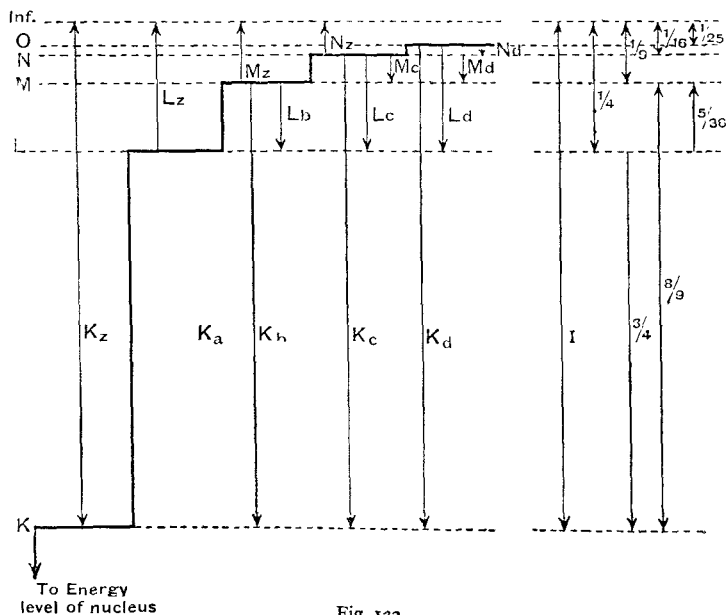 Inf.
O
N
M
L
K
Nz
Nd
Mz
Mc
Md
Lz
Lb
Lc
Ld
Kz
Ka
Kb
Kc
Kd
I
1/4
1/9
1/16
1/25
5/36
3/4
8/9
To Energy
level of nucleus
Fig.